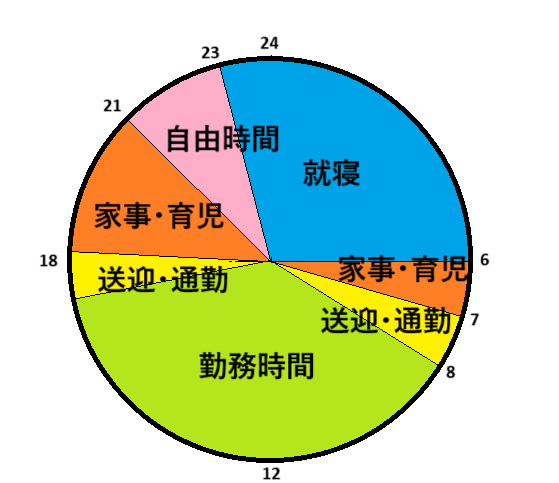 24
23
21
自由時間
就寝
家事・育児
18
6
家事・育児
送迎・通勤
7
送迎・通勤
8
勤務時間
12